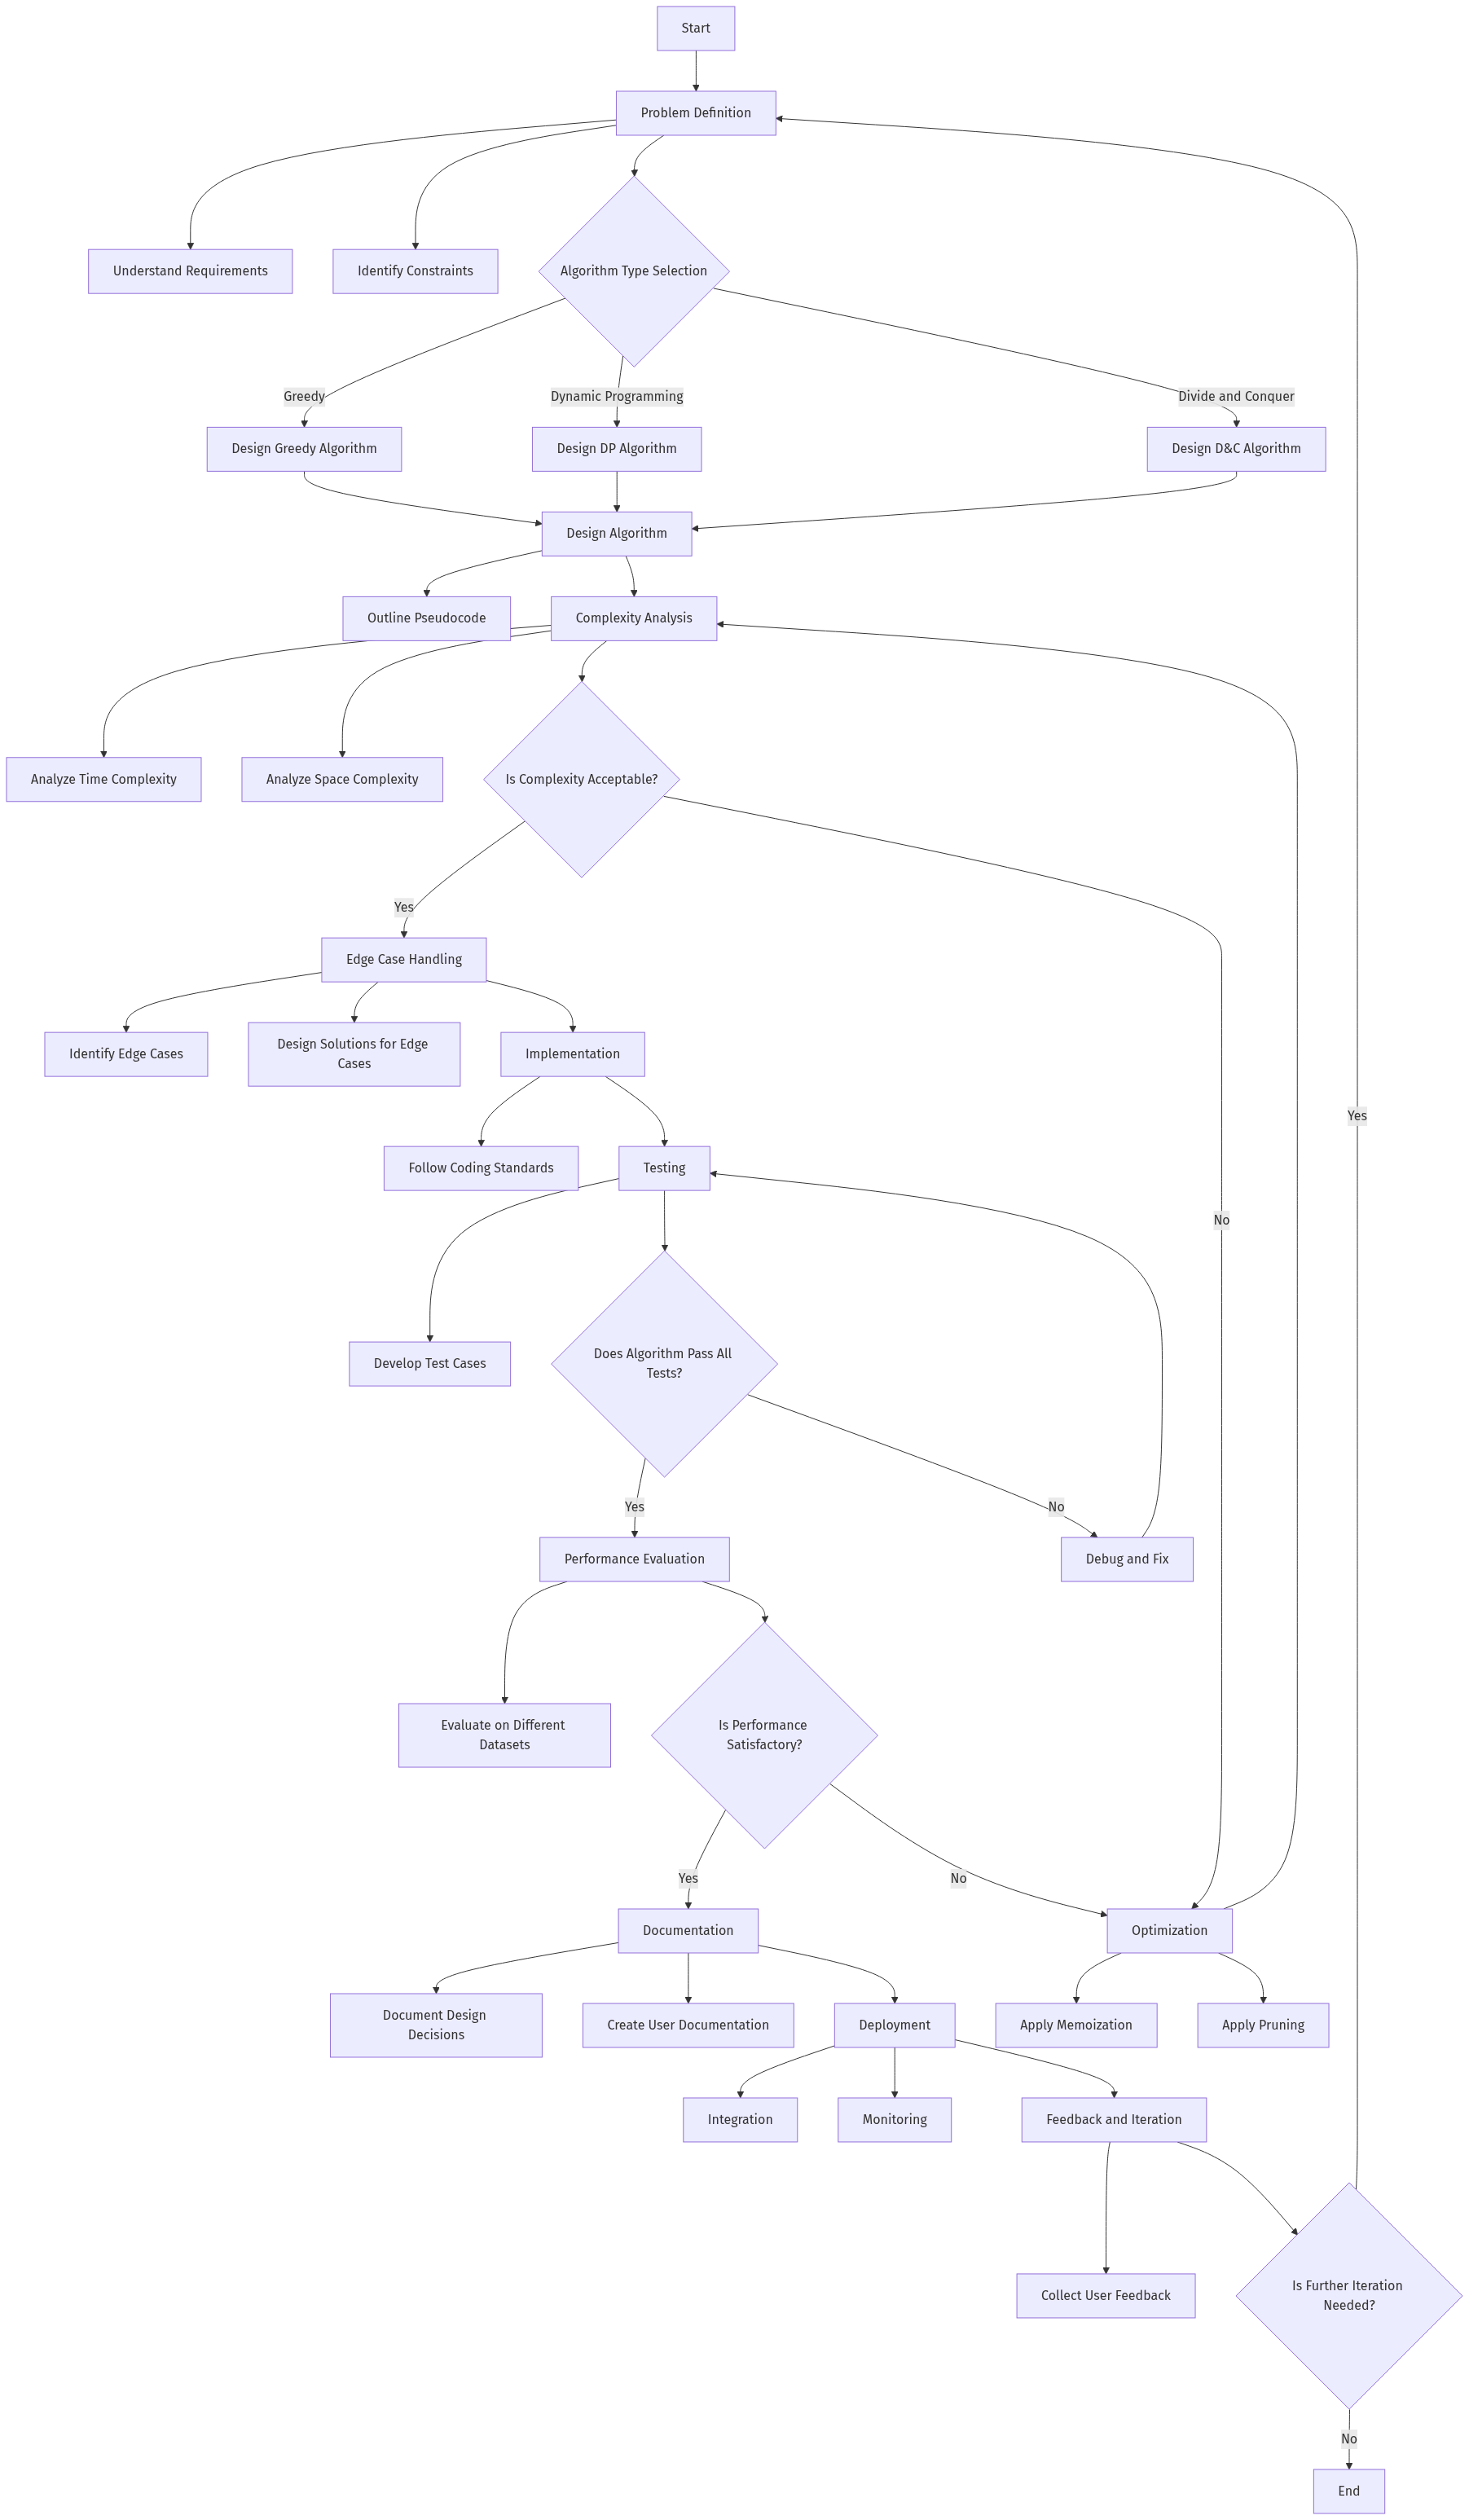 Start
Problem Definition
Understand Requirements
Identify Constraints
Algorithm Type Selection
Greedy
Dynamic Programming
Divide and Conquer
Design Greedy Algorithm
Design DP Algorithm
Design D&C Algorithm
Design Algorithm
Outline Pseudocode
Complexity Analysis
Analyze Time Complexity
Analyze Space Complexity
Is Complexity Acceptable?
Yes
Edge Case Handling
Identify Edge Cases
Design Solutions for Edge
Cases
Implementation
Yes
Follow Coding Standards
Testing
No
Develop Test Cases
Does Algorithm Pass All
Tests?
Yes
No
Performance Evaluation
Debug and Fix
Evaluate on Different
Datasets
Is Performance
Satisfactory?
Yes
No
Documentation
Optimization
Document Design
Decisions
Create User Documentation
Deployment
Apply Memoization
Apply Pruning
Integration
Monitoring
Feedback and Iteration
Collect User Feedback
Is Further Iteration
Needed?
No
End